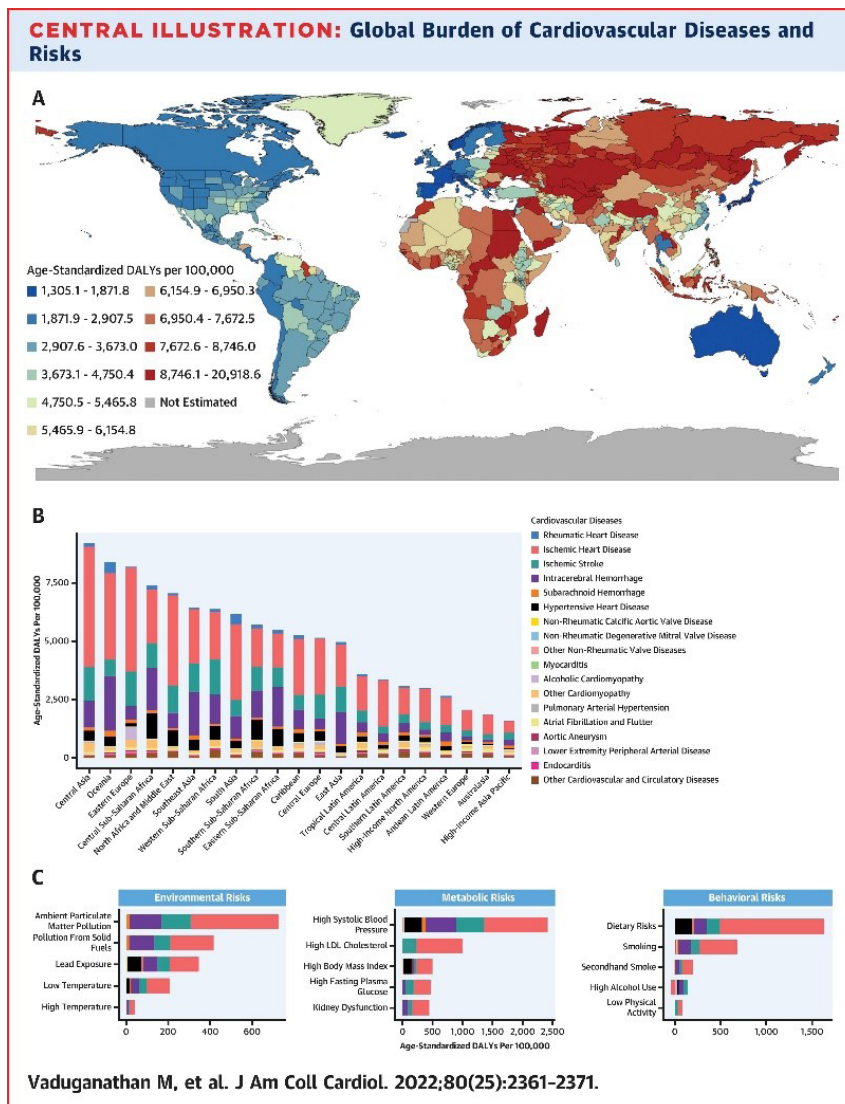 CENTRAL ILLUSTRATION: Global Burden of Cardiovascular Diseases and
Risks
A
Age-Standardized DALYs per 100,000
1,305.1 - 1,871.8
1,871.9 - 2,907.5
2,907.6 - 3,673.0
3,673.1 - 4,750.4
4,750.5 - 5,465.8
5,465.9 - 6,154.8
6,154.9 - 6,950.3
6,950.4 - 7,672.5
7,672.6 - 8,746.0
8,746.1 - 20,918.6
Not Estimated
B
Age-Standardized DALYs Per 100,000
7,500
5,000
2,500
0
Central Asia
Oceania
Eastern Europe
Central Sub-Saharan Africa
North Africa and Middle East
Southeast Asia
Western Sub-Saharan Africa
South Asia
Southern Sub-Saharan Africa
Eastern Sub-Saharan Africa
Caribbean
Central Europe
East Asia
Tropical Latin America
Central Latin America
Southern Latin America
High-Income North America
Andean Latin America
Western Europe
Australasia
High-Income Asia Pacific
Cardiovascular Diseases
Rheumatic Heart Disease
Ischemic Heart Disease
Ischemic Stroke
Intracerebral Hemorrhage
Subarachnoid Hemorrhage
Hypertensive Heart Disease
Non-Rheumatic Calcific Aortic Valve Disease
Non-Rheumatic Degenerative Mitral Valve Disease
Other Non-Rheumatic Valve Diseases
Myocarditis
Alcoholic Cardiomyopathy
Other Cardiomyopathy
Pulmonary Arterial Hypertension
Atrial Fibrillation and Flutter
Aortic Aneurysm
Lower Extremity Peripheral Arterial Disease
Endocarditis
Other Cardiovascular and Circulatory Diseases
C
Environmental Risks
Ambient Particulate
Matter Pollution
Pollution From Solid
Fuels
Lead Exposure
Low Temperature
High Temperature
0 200 400 600
Metabolic Risks
High Systolic Blood
Pressure
High LDL Cholesterol
High Body Mass Index
High Fasting Plasma
Glucose
Kidney Dysfunction
0 500 1,000 1,500 2,000 2,500
Age-Standardized DALYs Per 100,000
Behavioral Risks
Dietary Risks
Smoking
Secondhand Smoke
High Alcohol Use
Low Physical
Activity
0 500 1,000 1,500
Vaduganathan M, et al. J Am Coll Cardiol. 2022;80(25):2361-2371.